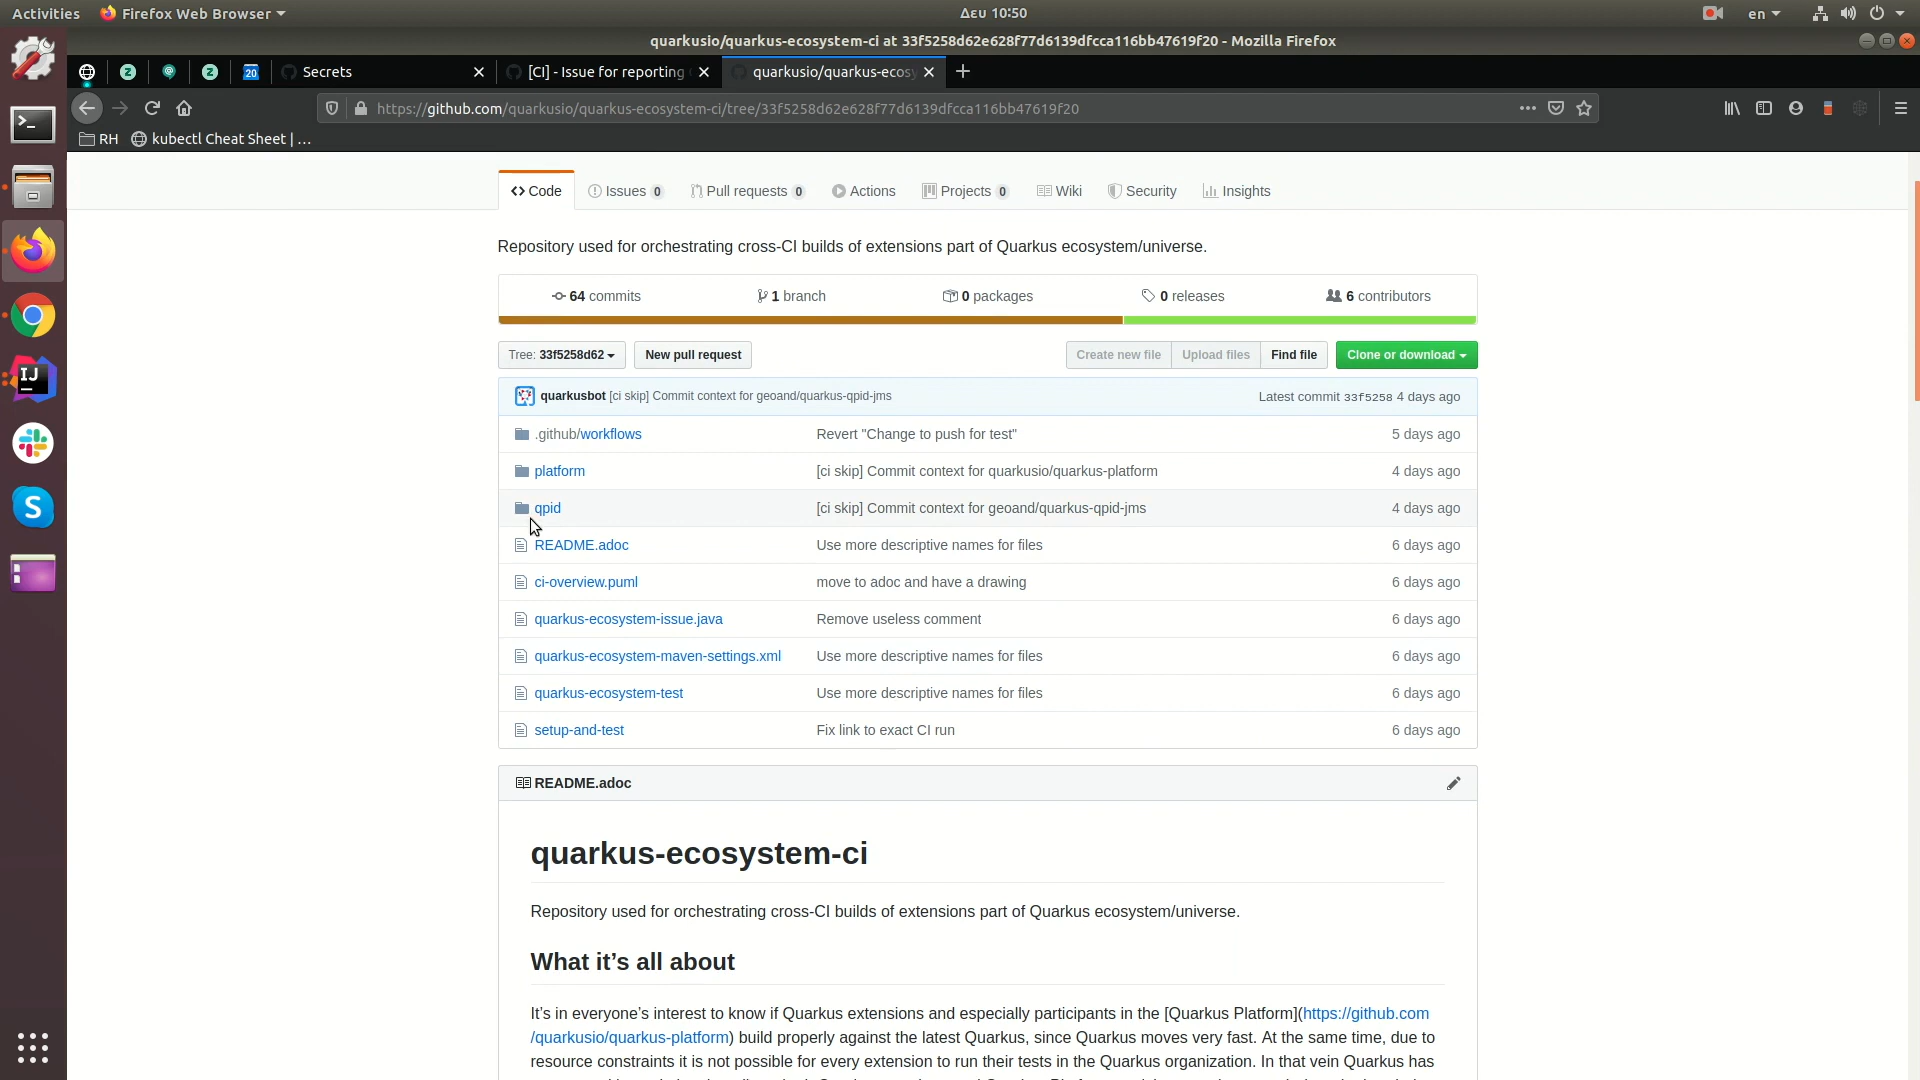 Activities Firefox Web Browser Δευ 10:50 en
quarkusio/quarkus-ecosystem-ci at 33f5258d62e628f77d6139dfcca116bb47619f20 - Mozilla Firefox
Z Z 20 Secrets [CI] - Issue for reporting quarkusio/quarkus-ecosy
https://github.com/quarkusio/quarkus-ecosystem-ci/tree/33f5258d62e628f77d6139dfcca116bb47619f20
RH kubectl Cheat Sheet | ...
Code Issues 0 Pull requests 0 Actions Projects 0 Wiki Security Insights
Repository used for orchestrating cross-CI builds of extensions part of Quarkus ecosystem/universe.
64 commits 1 branch 0 packages 0 releases 6 contributors
Tree: 33f5258d62 New pull request Create new file Upload files Find file Clone or download
quarkusbot [ci skip] Commit context for geoand/quarkus-qpid-jms Latest commit 33f5258 4 days ago
.github/workflows Revert "Change to push for test" 5 days ago
platform [ci skip] Commit context for quarkusio/quarkus-platform 4 days ago
qpid [ci skip] Commit context for geoand/quarkus-qpid-jms 4 days ago
README.adoc Use more descriptive names for files 6 days ago
ci-overview.puml move to adoc and have a drawing 6 days ago
quarkus-ecosystem-issue.java Remove useless comment 6 days ago
quarkus-ecosystem-maven-settings.xml Use more descriptive names for files 6 days ago
quarkus-ecosystem-test Use more descriptive names for files 6 days ago
setup-and-test Fix link to exact CI run 6 days ago
README.adoc
quarkus-ecosystem-ci
Repository used for orchestrating cross-CI builds of extensions part of Quarkus ecosystem/universe.
What it’s all about
It’s in everyone’s interest to know if Quarkus extensions and especially participants in the [Quarkus Platform](https://github.com
/quarkusio/quarkus-platform) build properly against the latest Quarkus, since Quarkus moves very fast. At the same time, due to
resource constraints it is not possible for every extension to run their tests in the Quarkus organization. In that vein Quarkus has
IJ
S